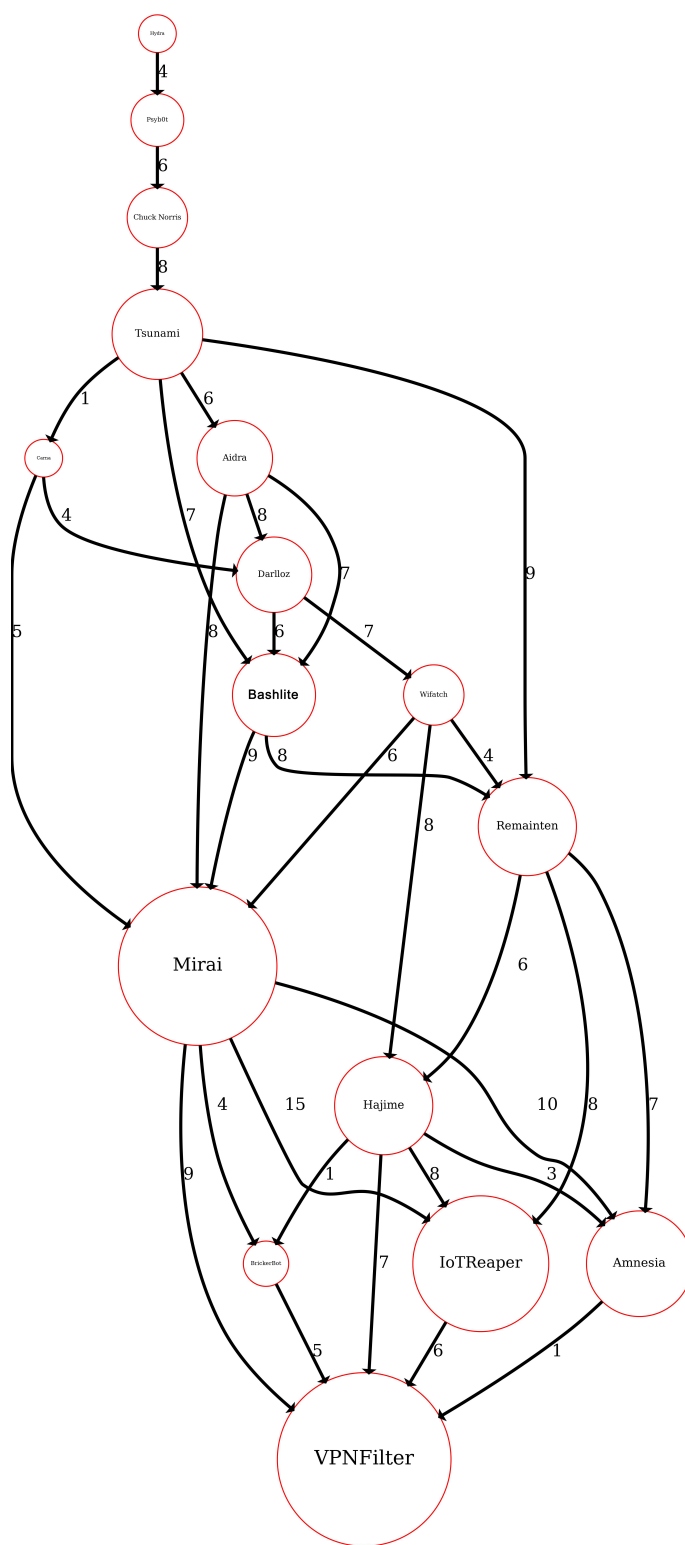 Hydra
4
Psyb0t
6
Chuck Norris
8
Tsunami
1
6
Carna
Aidra
7
4
8
7
9
Darlloz
5
8
6
7
Bashlite
Wifatch
9
8
6
4
8
Remainten
Mirai
6
4
15
Hajime
10
8
7
9
1
8
3
BrickerBot
7
IoTReaper
Amnesia
5
6
1
VPNFilter